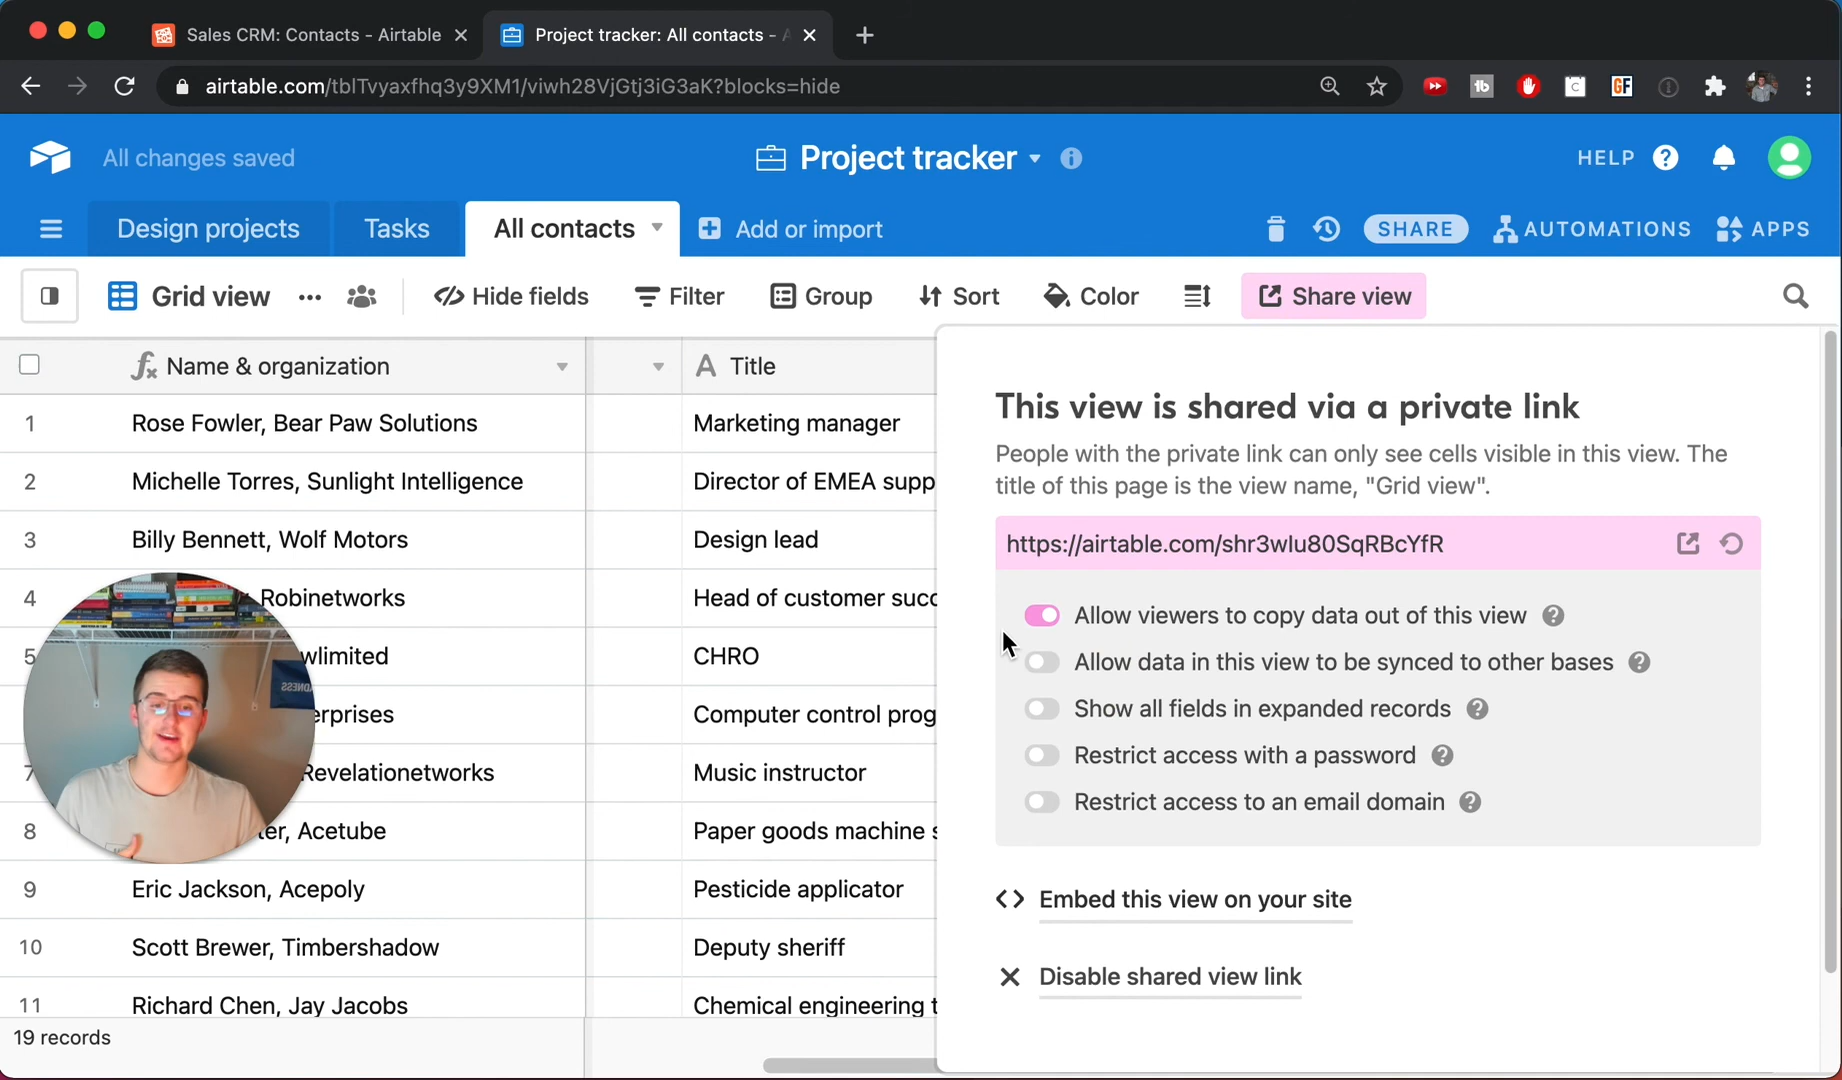 Sales CRM: Contacts - Airtable
Project tracker: All contacts -
airtable.com/tblTvyaxfhq3y9XM1/viwh28VjGtj3iG3aK?blocks=hide
All changes saved
Project tracker
HELP
Design projects
Tasks
All contacts
Add or import
SHARE
AUTOMATIONS
APPS
Grid view
Hide fields
Filter
Group
Sort
Color
Share view
Name & organization
Title
1 Rose Fowler, Bear Paw Solutions Marketing manager
2 Michelle Torres, Sunlight Intelligence Director of EMEA supp
3 Billy Bennett, Wolf Motors Design lead
4 Robinetworks Head of customer succ
5 wlimited CHRO
erprises Computer control prog
7 Revelationetworks Music instructor
8 ter, Acetube Paper goods machine s
9 Eric Jackson, Acepoly Pesticide applicator
10 Scott Brewer, Timbershadow Deputy sheriff
11 Richard Chen, Jay Jacobs Chemical engineering t
19 records
This view is shared via a private link
People with the private link can only see cells visible in this view. The
title of this page is the view name, "Grid view".
https://airtable.com/shr3wlu80SqRBcYfR
Allow viewers to copy data out of this view
Allow data in this view to be synced to other bases
Show all fields in expanded records
Restrict access with a password
Restrict access to an email domain
Embed this view on your site
Disable shared view link